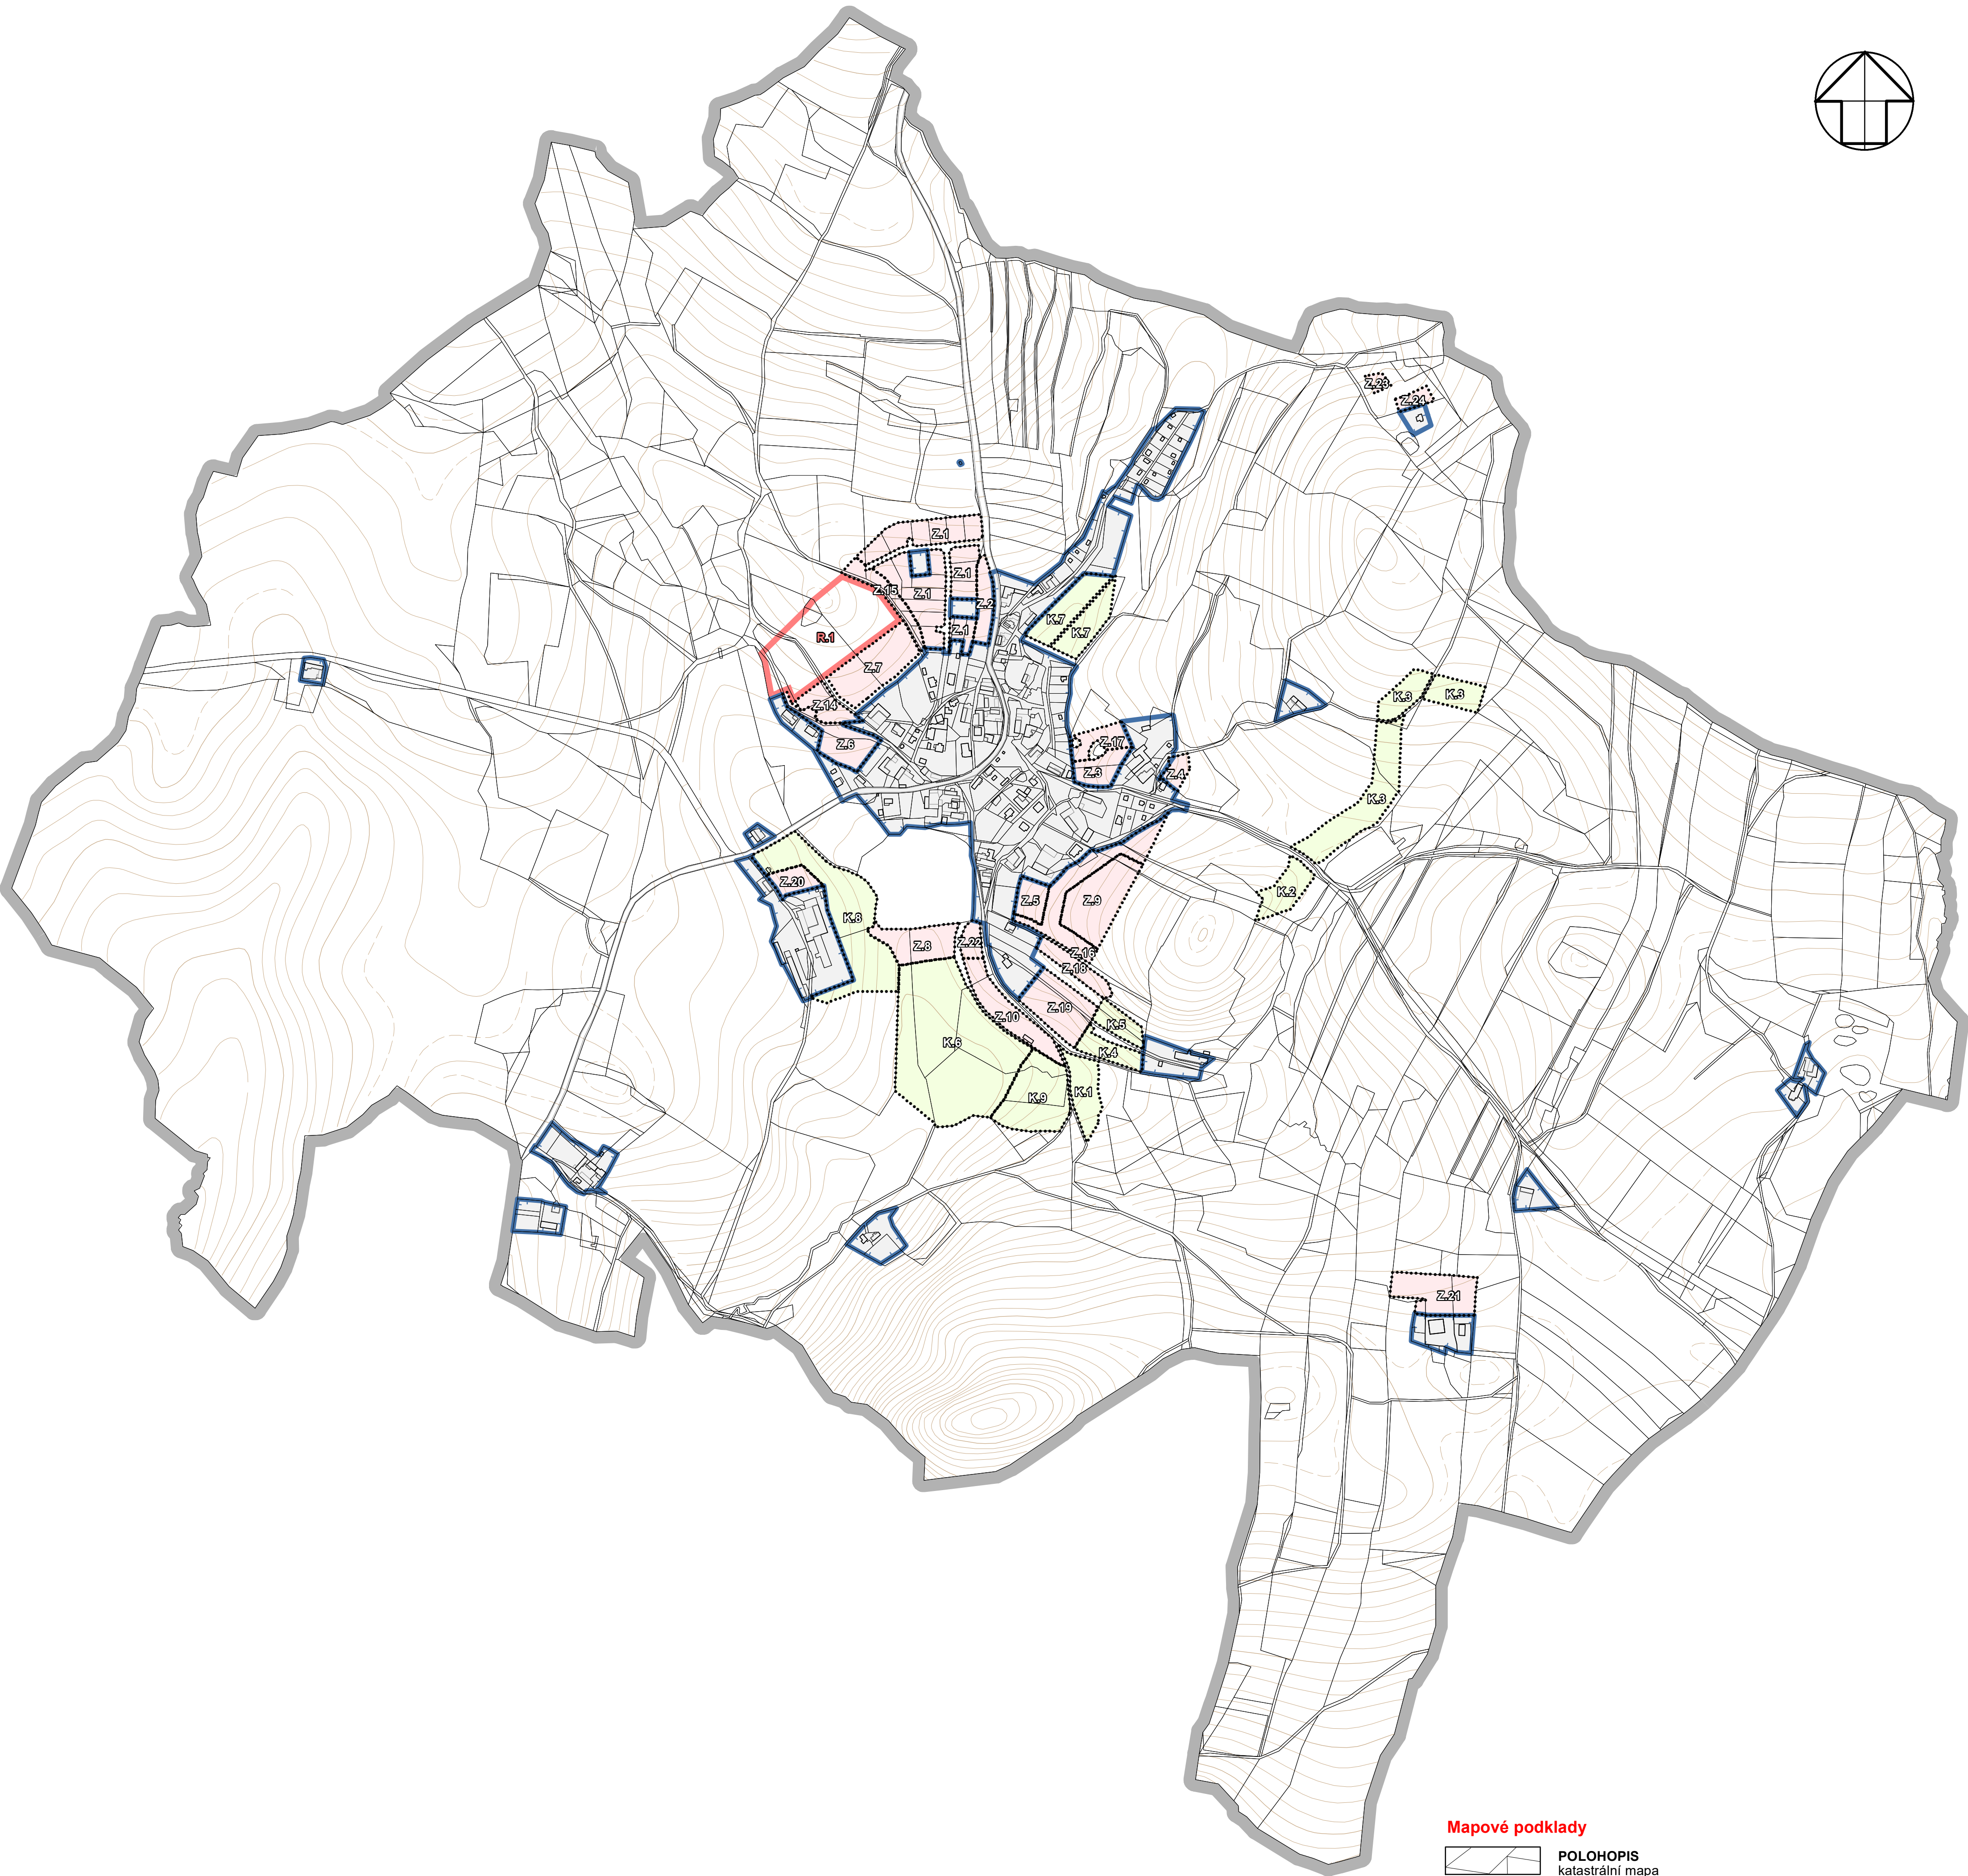 Z.23
Z.24
Z.1
Z.1
Z.15
Z.1
Z.2
K.7
K.7
Z.1
R.1
Z.7
K.3
K.3
Z.14
Z.6
Z.17
Z.3
Z.4
K.3
Z.20
K.2
Z.5
Z.9
K.8
Z.8
Z.22
Z.16
Z.18
Z.19
Z.10
K.5
K.6
K.4
K.1
K.9
Z.21
Mapové podklady
POLOHOPIS
katastrální mapa